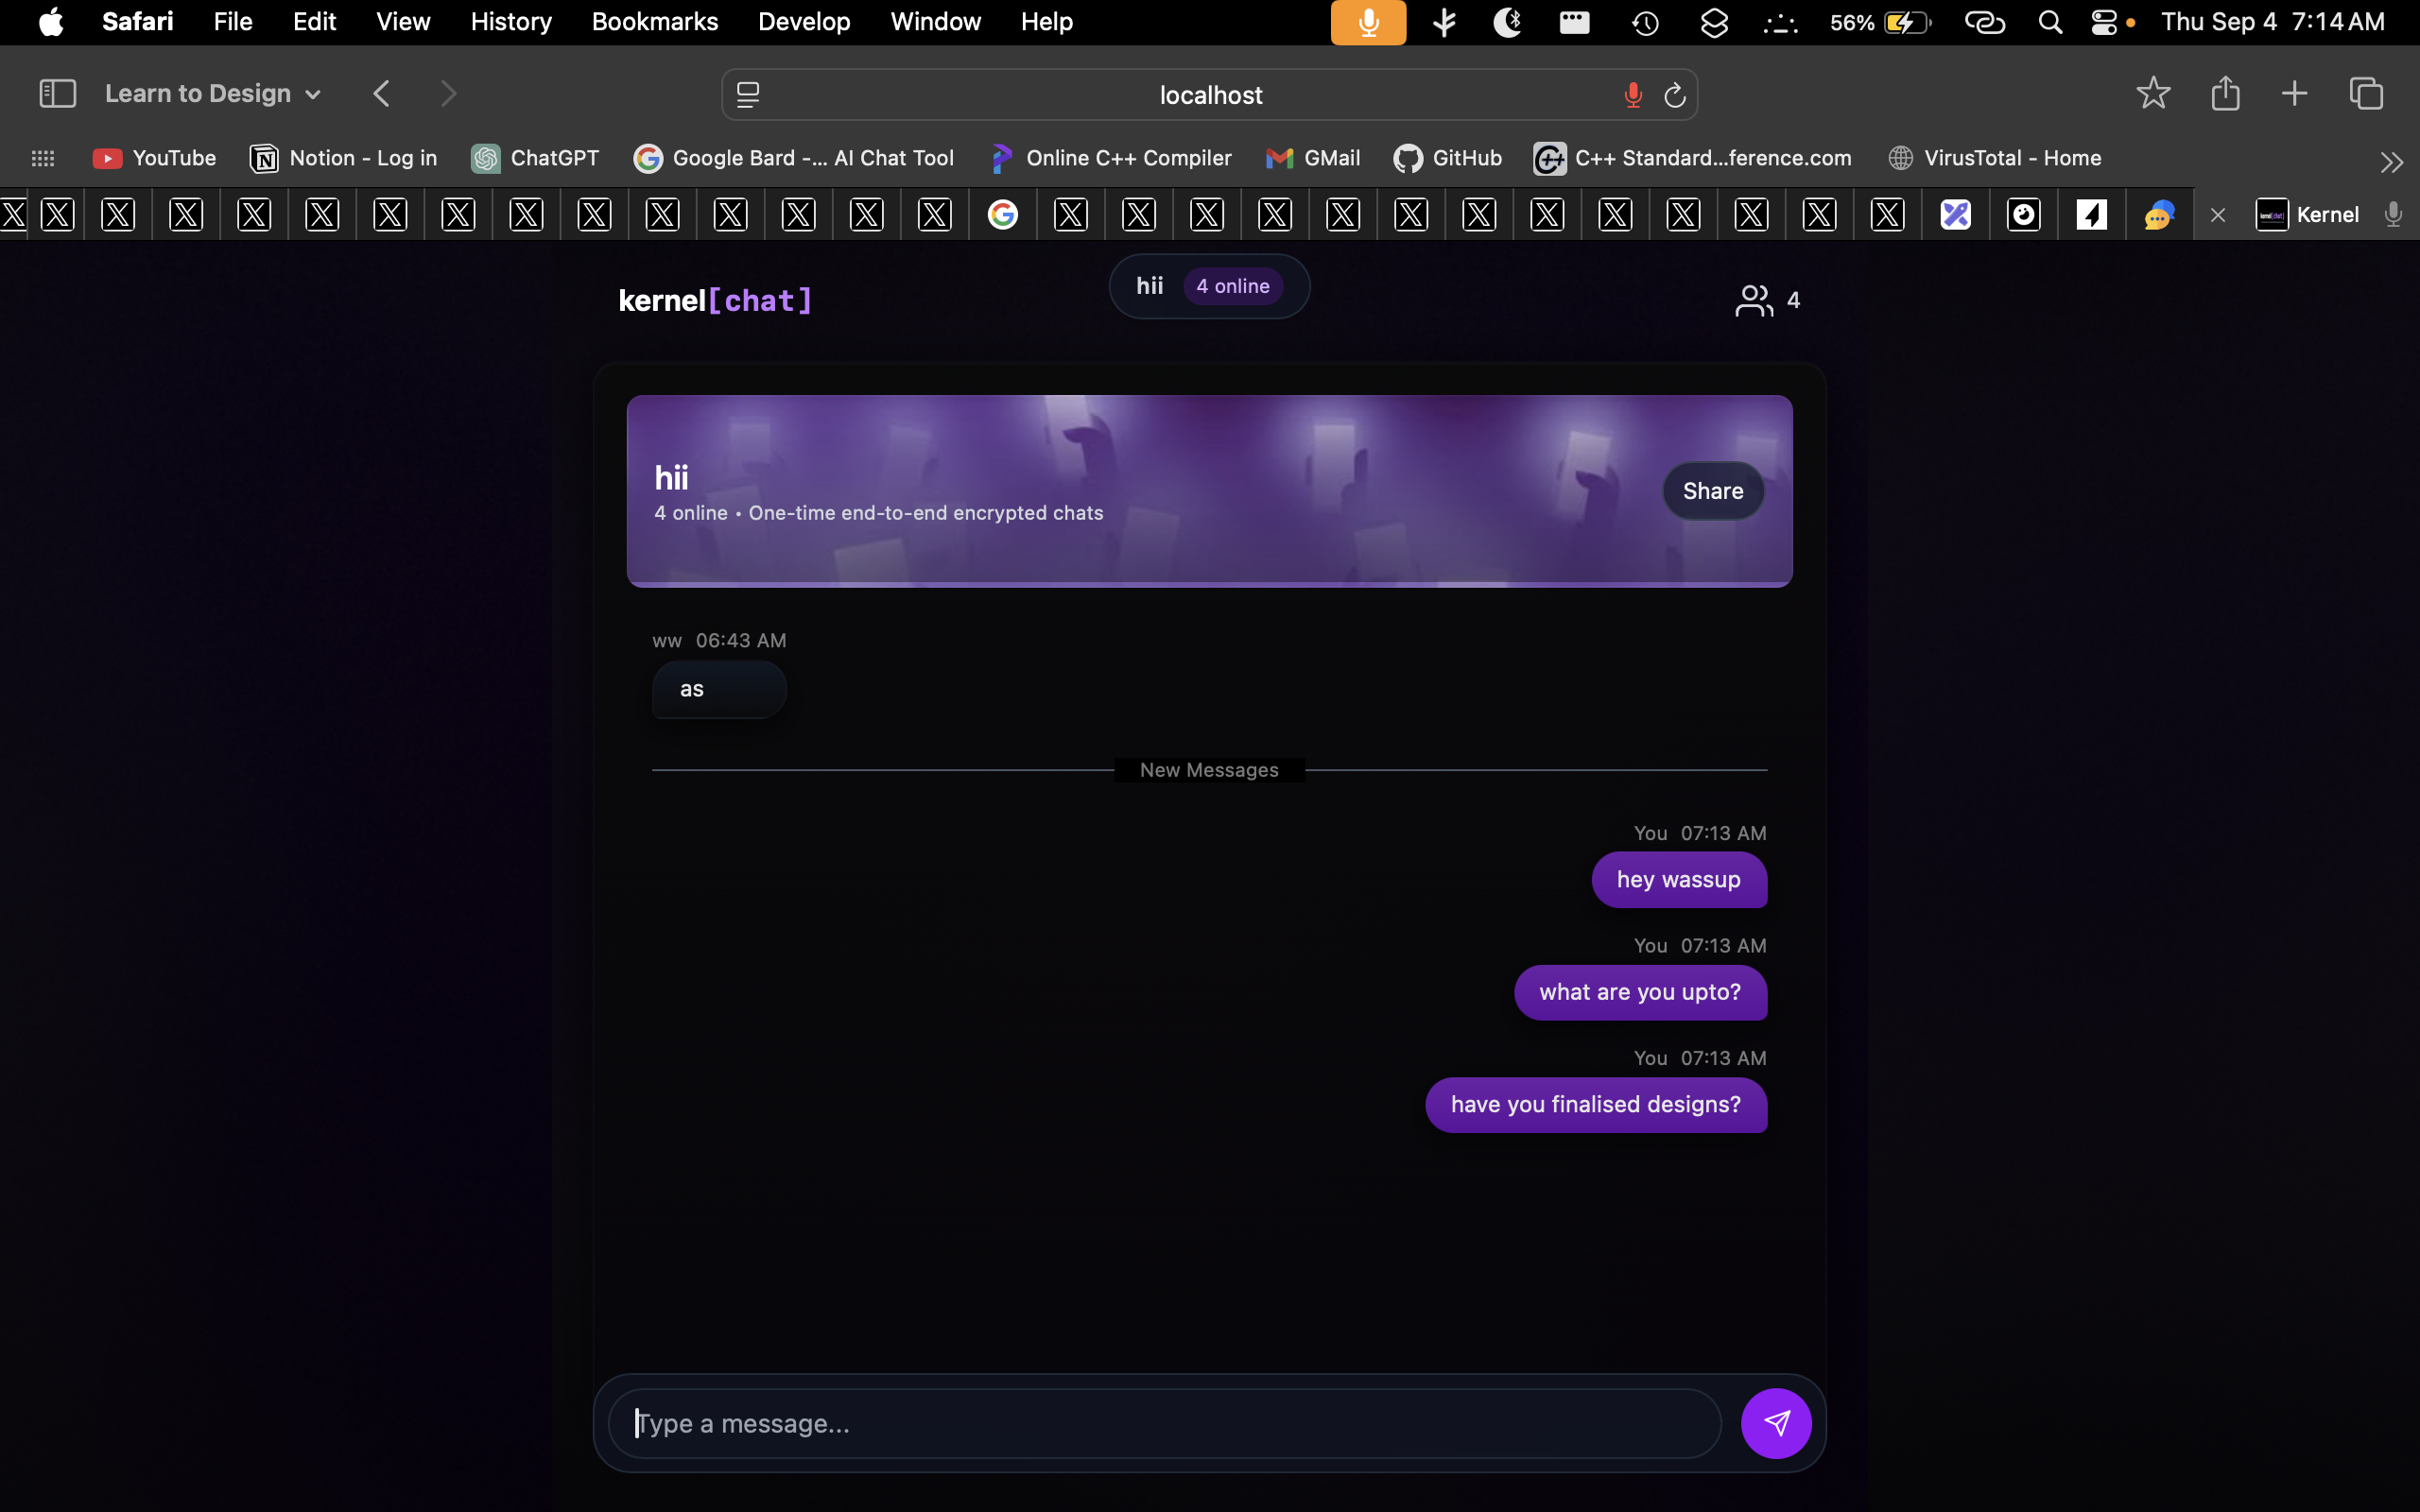 Safari File Edit View History Bookmarks Develop Window Help 56% Thu Sep 4 7:14 AM
Learn to Design localhost
YouTube Notion - Log in ChatGPT Google Bard -... AI Chat Tool Online C++ Compiler GMail GitHub C++ Standard...ference.com VirusTotal - Home
Kernel
kernel[chat] hii 4 online 4
hii
4 online • One-time end-to-end encrypted chats
Share
ww 06:43 AM
as
New Messages
You 07:13 AM
hey wassup
You 07:13 AM
what are you upto?
You 07:13 AM
have you finalised designs?
Type a message...